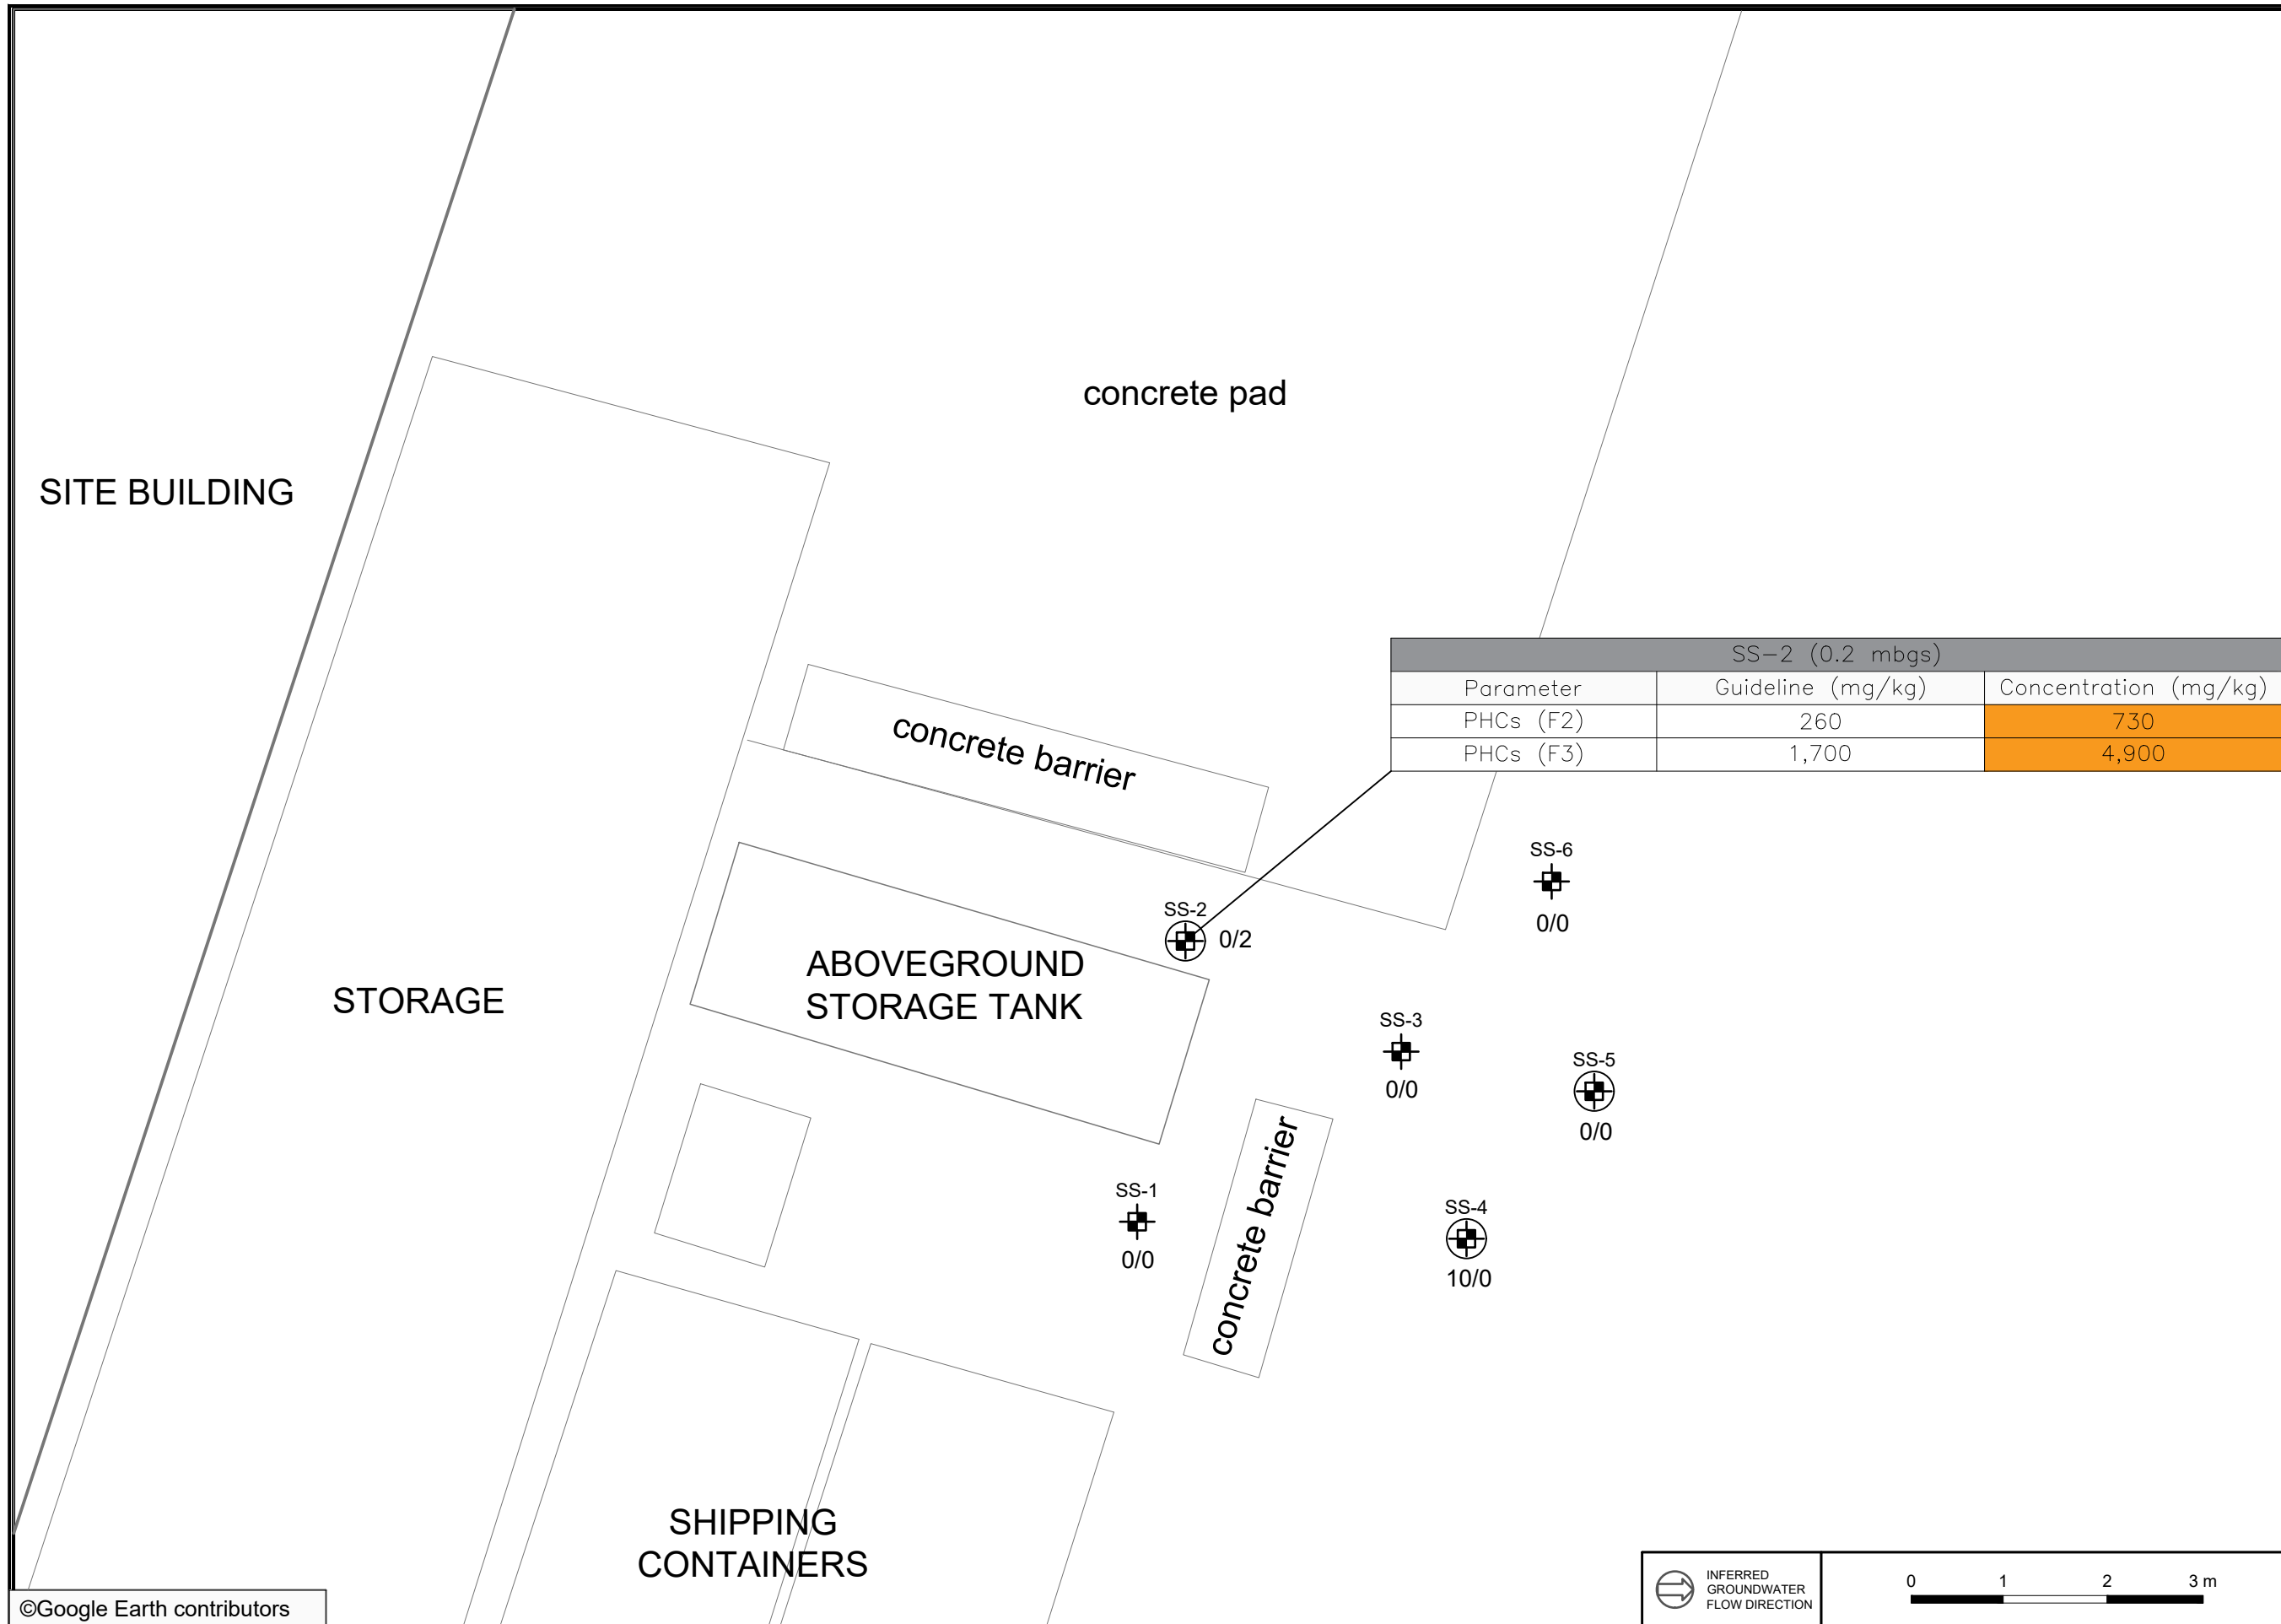 concrete pad
SITE BUILDING
SS-2 (0.2 mbgs)
Parameter Guideline (mg/kg) Concentration (mg/kg)
PHCs (F2) 260 730
PHCs (F3) 1,700 4,900
concrete barrier
SS-6
0/0
SS-2
0/2
ABOVEGROUND
STORAGE TANK
STORAGE
SS-3
0/0
SS-5
0/0
concrete barrier
SS-1
0/0
SS-4
10/0
SHIPPING
CONTAINERS
INFERRED
GROUNDWATER
FLOW DIRECTION
0 1 2 3 m
©Google Earth contributors